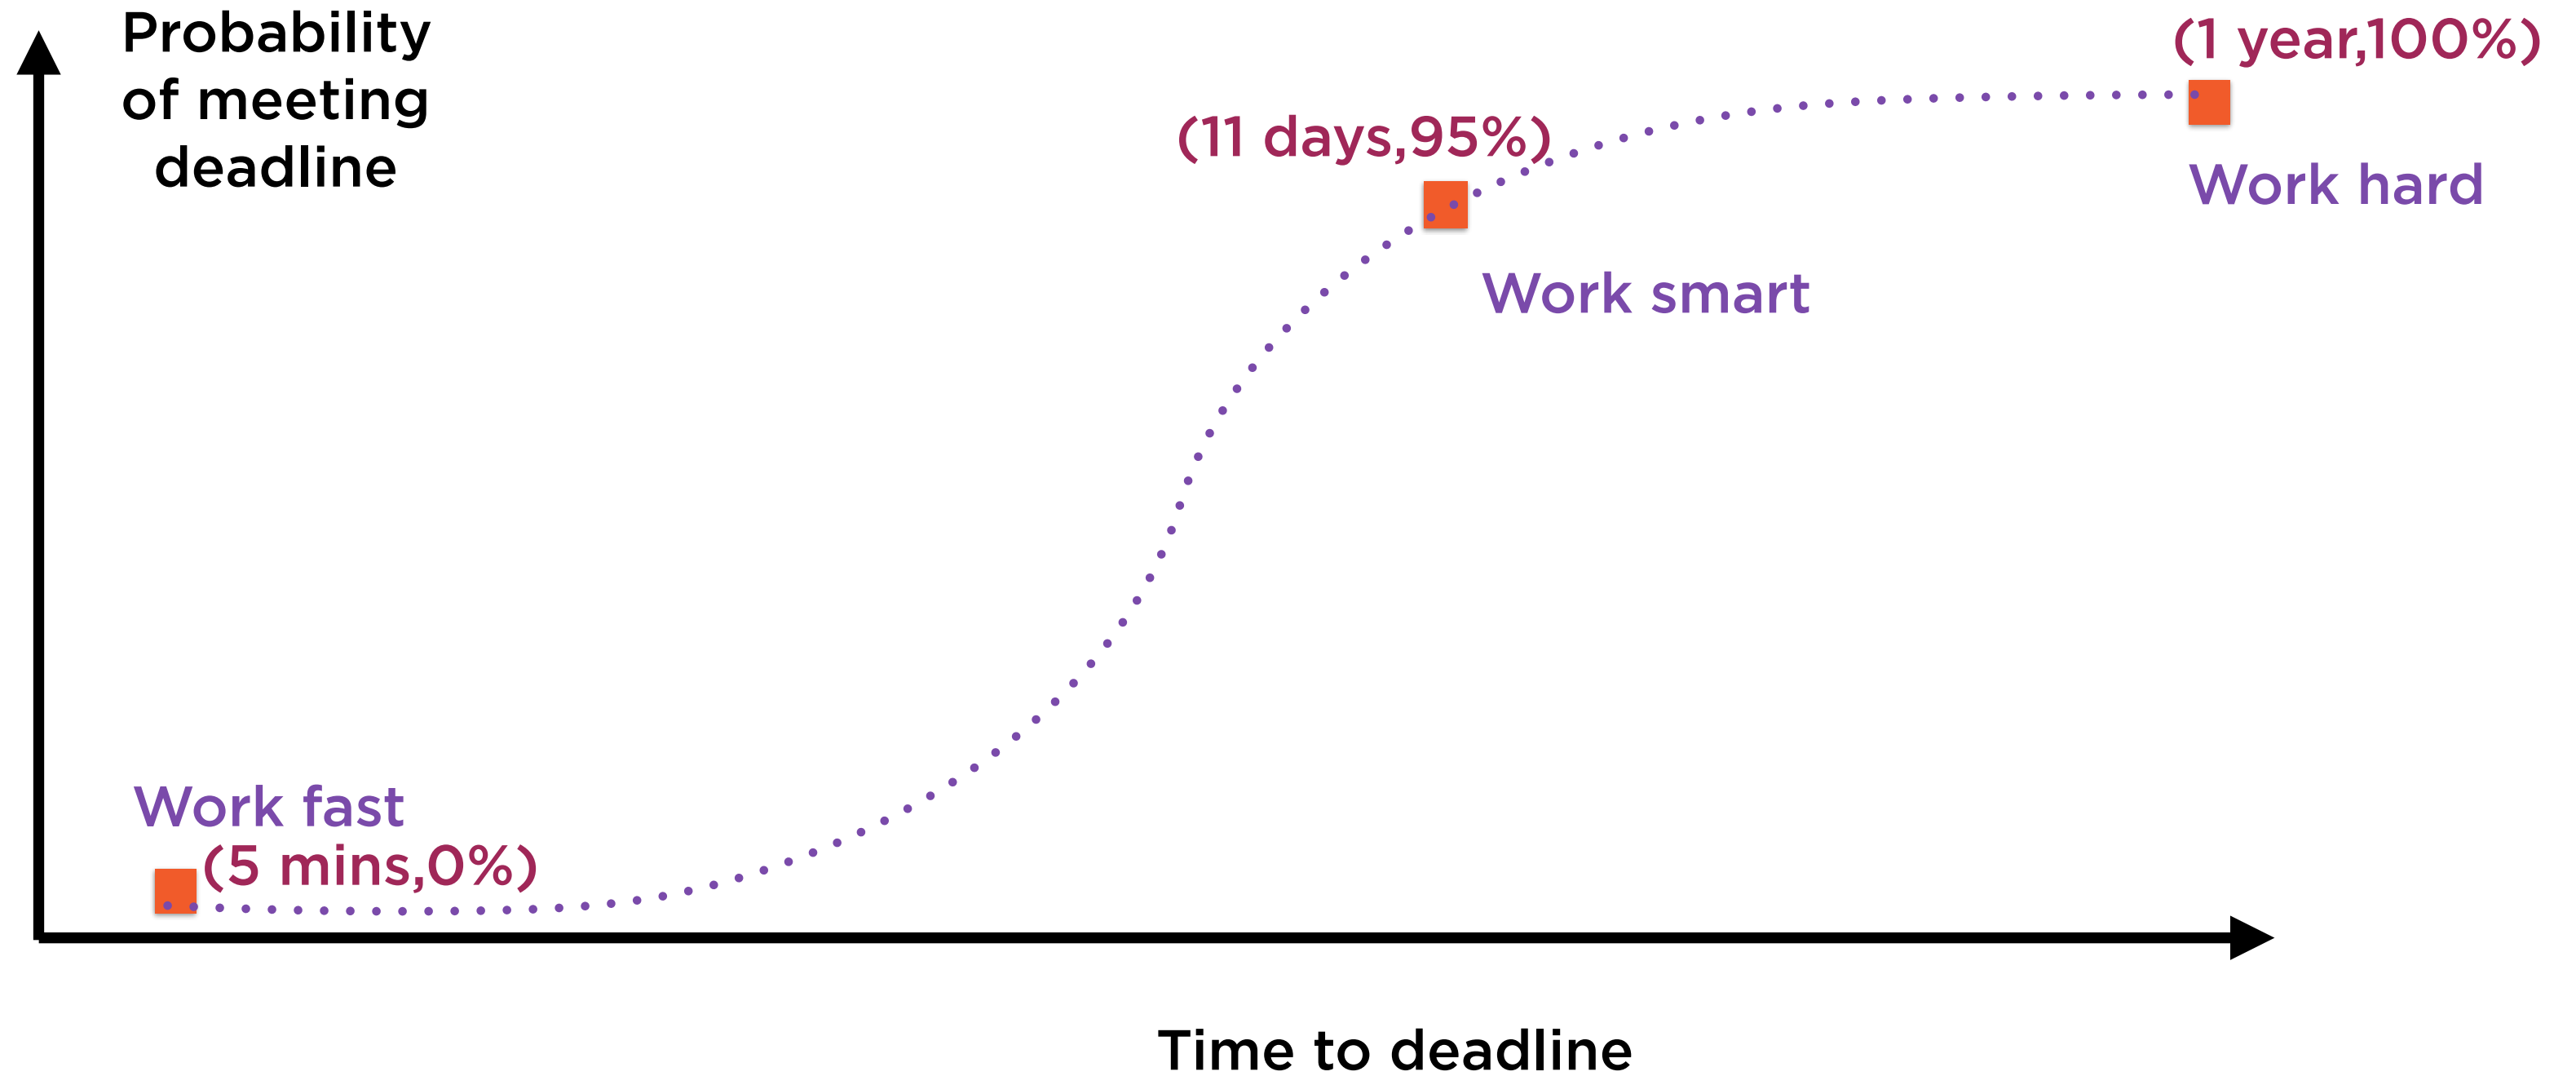 Probability
of meeting
deadline
(1 year,100%)
Work hard
(11 days,95%)
Work smart
Work fast
(5 mins,0%)
Time to deadline